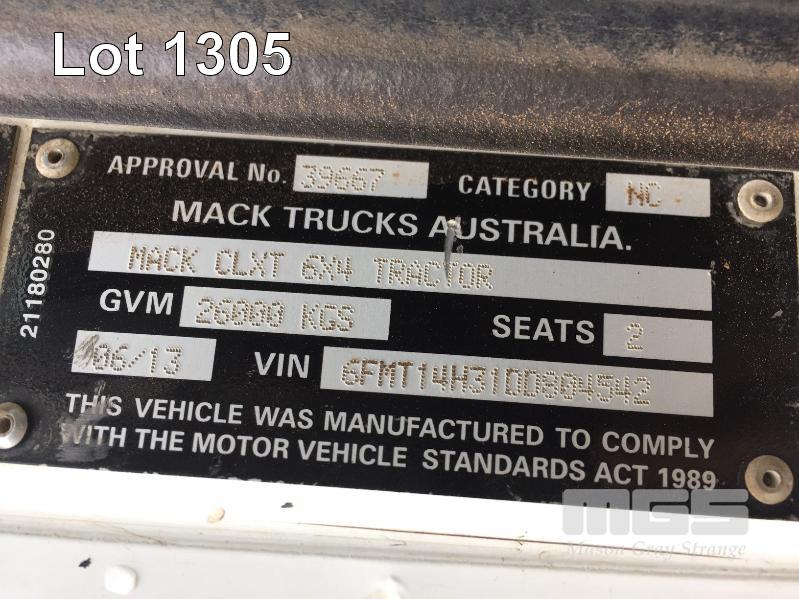 Lot 1305
APPROVAL No. 39667 CATEGORY NC
MACK TRUCKS AUSTRALIA.
MACK CLXT 6X4 TRACTOR
GVM 26000 KGS SEATS 2
06/13 VIN 6FMT14H31DD804542
THIS VEHICLE WAS MANUFACTURED TO COMPLY
WITH THE MOTOR VEHICLE STANDARDS ACT 1989
21180280
MGS
Mason Gray Strange